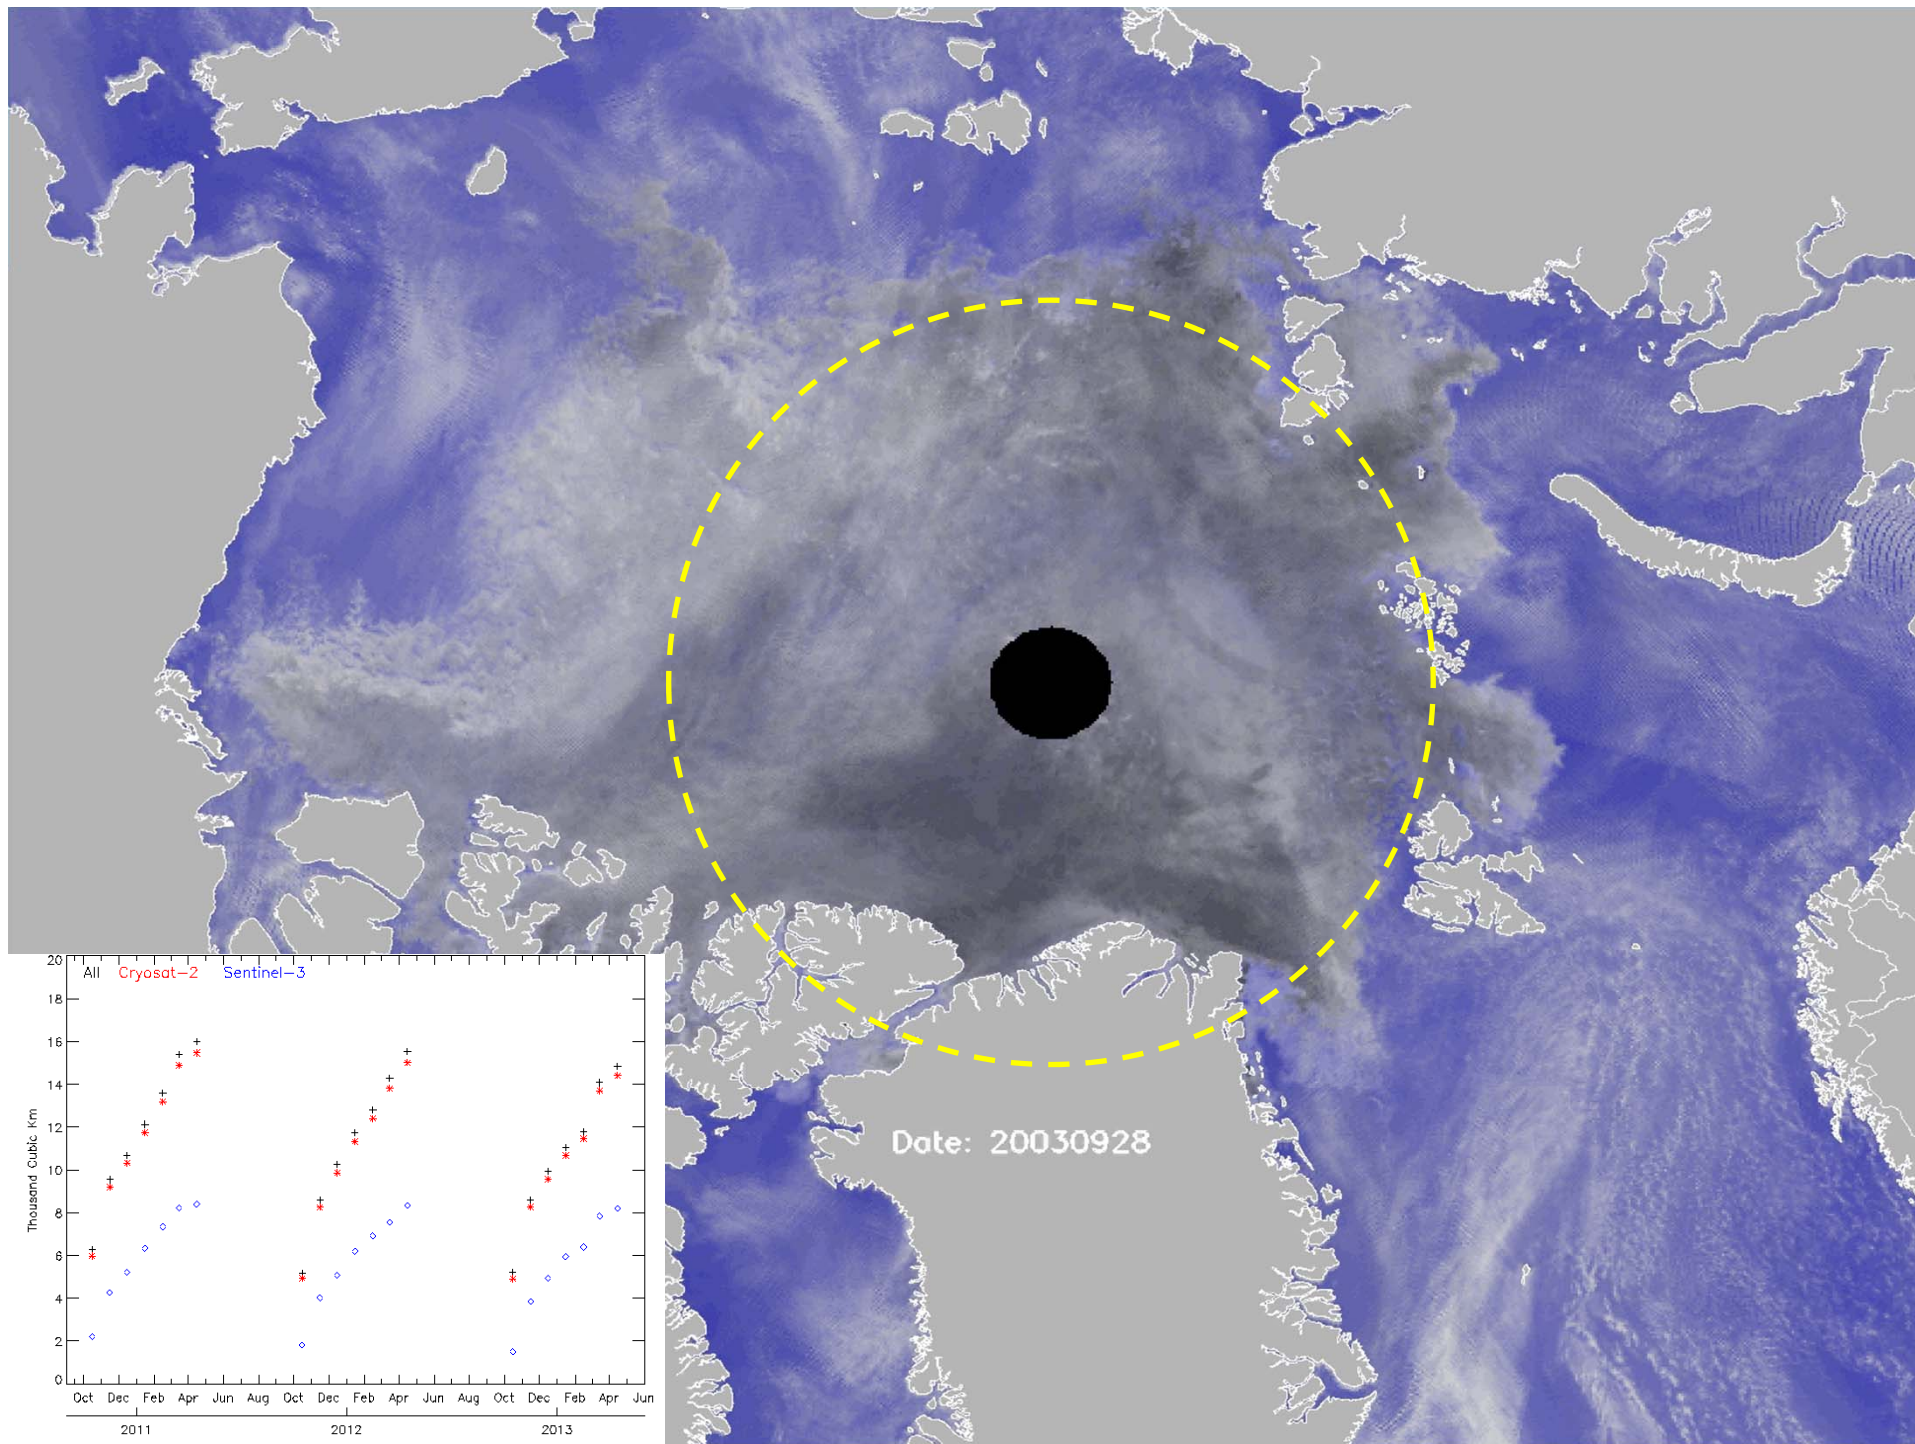 All Cryosat-2 Sentinel-3
20
18
16
14
12
10
8
6
4
2
0
Thousand Cubic Km
Oct Dec Feb Apr Jun Aug Oct Dec Feb Apr Jun Aug Oct Dec Feb Apr Jun
2011 2012 2013
Date: 20030928